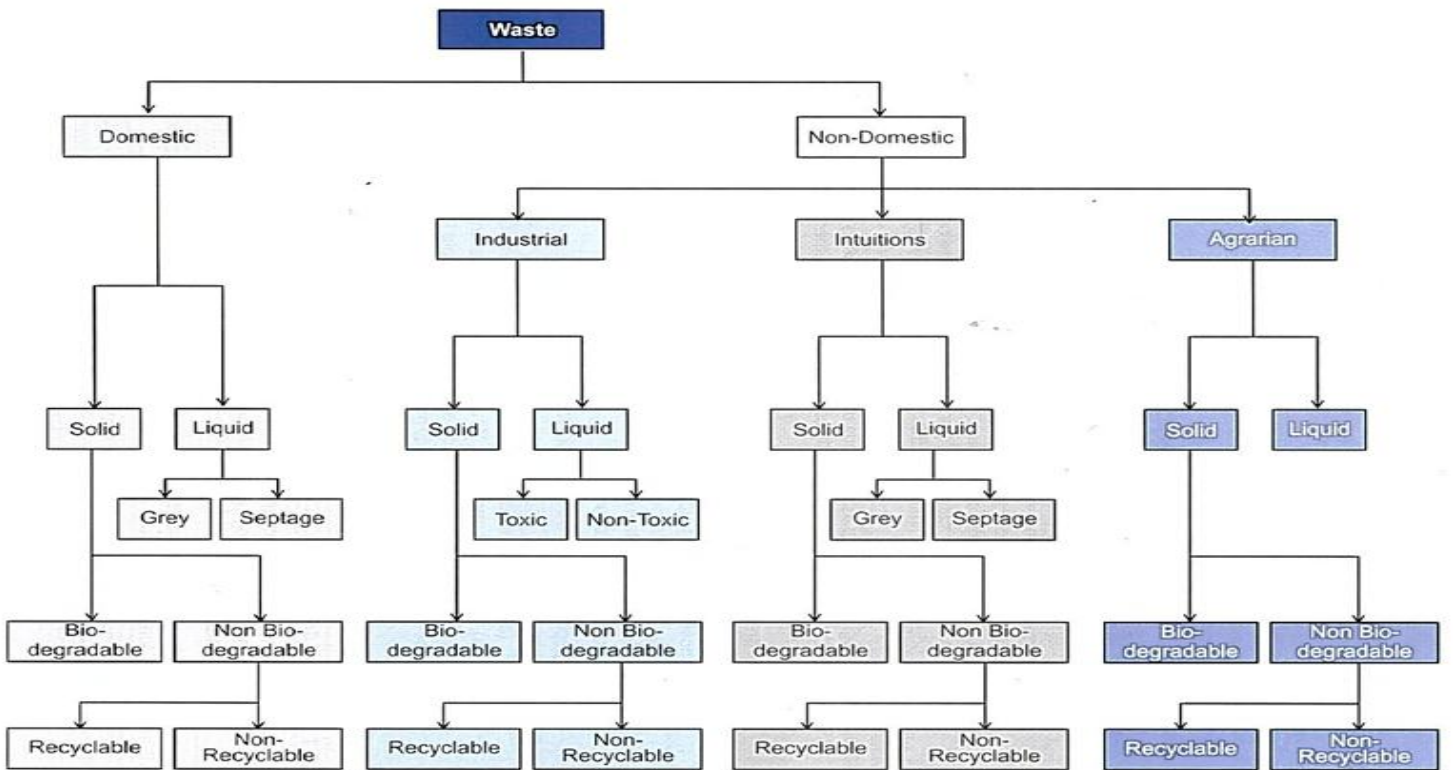 Waste
Domestic
Non-Domestic
Industrial
Intuitions
Agrarian
Solid
Liquid
Solid
Liquid
Solid
Liquid
Solid
Liquid
Grey
Septage
Toxic
Non-Toxic
Grey
Septage
Bio-
degradable
Non Bio-
degradable
Bio-
degradable
Non Bio-
degradable
Bio-
degradable
Non Bio-
degradable
Bio-
degradable
Non Bio-
degradable
Recyclable
Non-
Recyclable
Recyclable
Non-
Recyclable
Recyclable
Non-
Recyclable
Recyclable
Non-
Recyclable